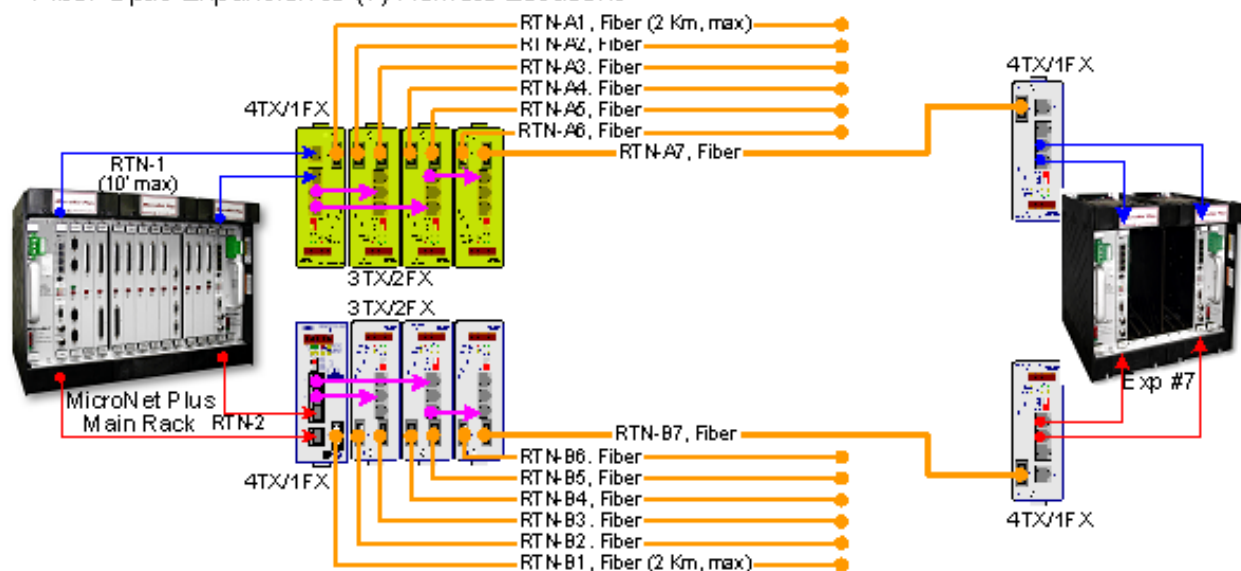 RTN-A1, Fiber (2 Km, max)
RTN-A2, Fiber
RTN-A3. Fiber
RTN-A4. Fiber
RTN-A5, Fiber
RTN-A6, Fiber
RTN-A7, Fiber
4TX/1FX
4TX/1FX
RTN-1
(10' max)
3TX/2FX
3TX/2FX
MicroNet Plus
Main Rack
RTN-2
4TX/1FX
Exp #7
RTN-B7, Fiber
RTN-B6. Fiber
RTN-B5, Fiber
RTN-B4, Fiber
RTN-B3. Fiber
RTN-B2. Fiber
RTN-B1, Fiber (2 Km, max)
4TX/1FX